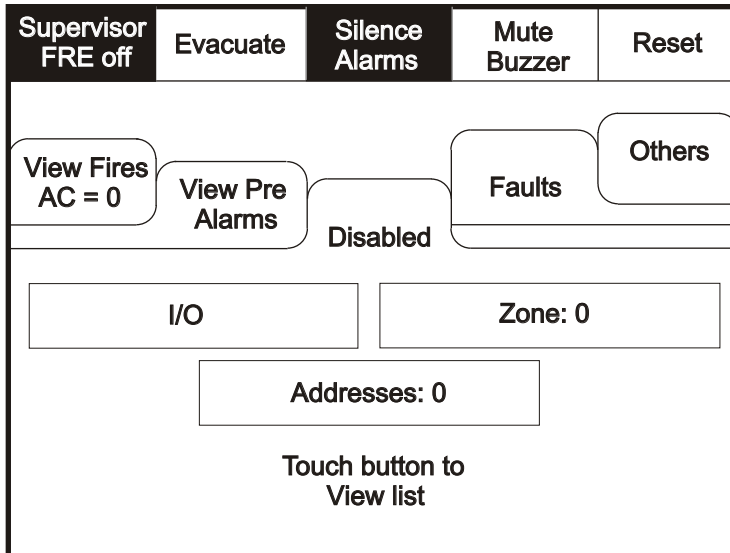 Supervisor
FRE off
Evacuate
Silence
Alarms
Mute
Buzzer
Reset
View Fires
AC = 0
View Pre
Alarms
Disabled
Faults
Others
I/O
Zone: 0
Addresses: 0
Touch button to
View list